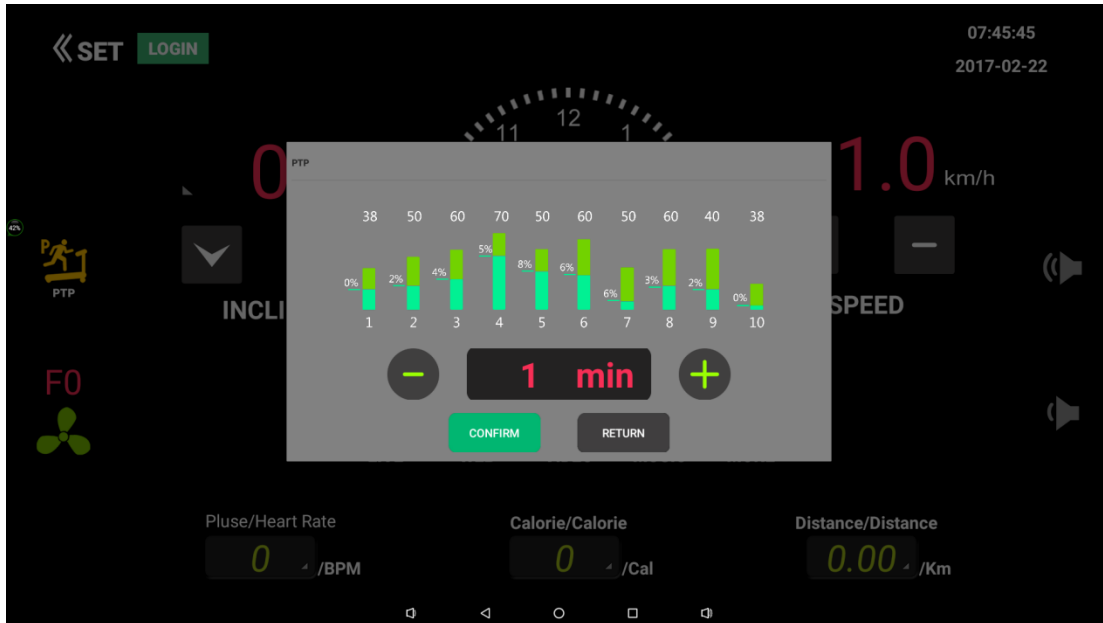 SET LOGIN
07:45:45
2017-02-22
12
11 1
0
1.0 km/h
PTP
38 50 60 70 50 60 50 60 40 38
0% 2% 4% 5% 8% 6% 6% 3% 2% 0%
1 2 3 4 5 6 7 8 9 10
42%
P
PTP
INCLI
SPEED
1 min
F0
CONFIRM RETURN
Pluse/Heart Rate
0 /BPM
Calorie/Calorie
0 /Cal
Distance/Distance
0.00 /Km